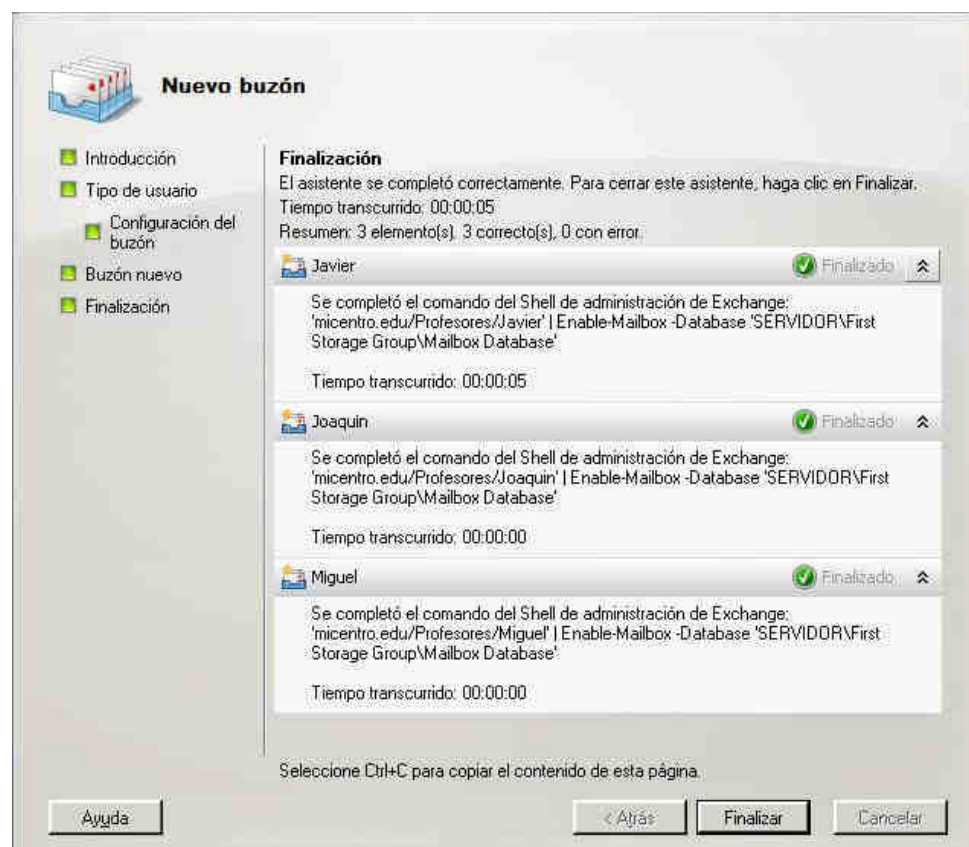 Nuevo buzón
Introducción
Tipo de usuario
Configuración del
buzón
Buzón nuevo
Finalización
Finalización
El asistente se completó correctamente. Para cerrar este asistente, haga clic en Finalizar.
Tiempo transcurrido: 00:00:05
Resumen: 3 elemento(s). 3 correcto(s), 0 con error.
Javier
Finalizado
Se completó el comando del Shell de administración de Exchange:
'micentro.edu/Profesores/Javier' | Enable-Mailbox -Database 'SERVIDOR\First
Storage Group\Mailbox Database'
Tiempo transcurrido: 00:00:05
Joaquin
Finalizado
Se completó el comando del Shell de administración de Exchange:
'micentro.edu/Profesores/Joaquin' | Enable-Mailbox -Database 'SERVIDOR\First
Storage Group\Mailbox Database'
Tiempo transcurrido: 00:00:00
Miguel
Finalizado
Se completó el comando del Shell de administración de Exchange:
'micentro.edu/Profesores/Miguel' | Enable-Mailbox -Database 'SERVIDOR\First
Storage Group\Mailbox Database'
Tiempo transcurrido: 00:00:00
Seleccione Ctrl+C para copiar el contenido de esta página.
Ayuda
< Atrás
Finalizar
Cancelar